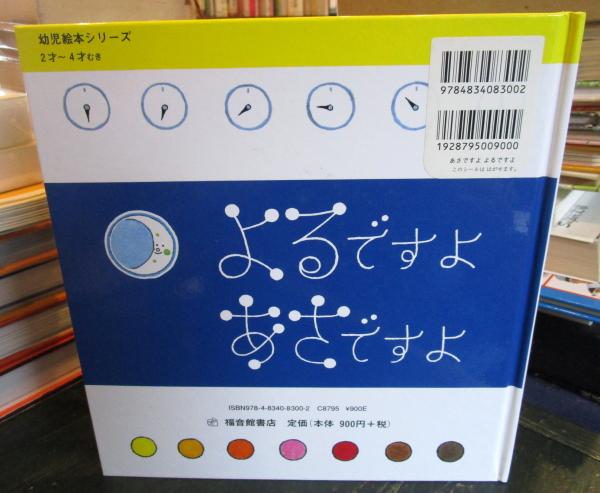 幼児絵本シリーズ
2才〜4才むき
9784834083002
1928795009000
あさですよ よるですよ
このシールは はがせます。
よるですよ
あさですよ
ISBN978-4-8340-8300-2 C8795 ¥900E
福音館書店 定価(本体 900円+税)